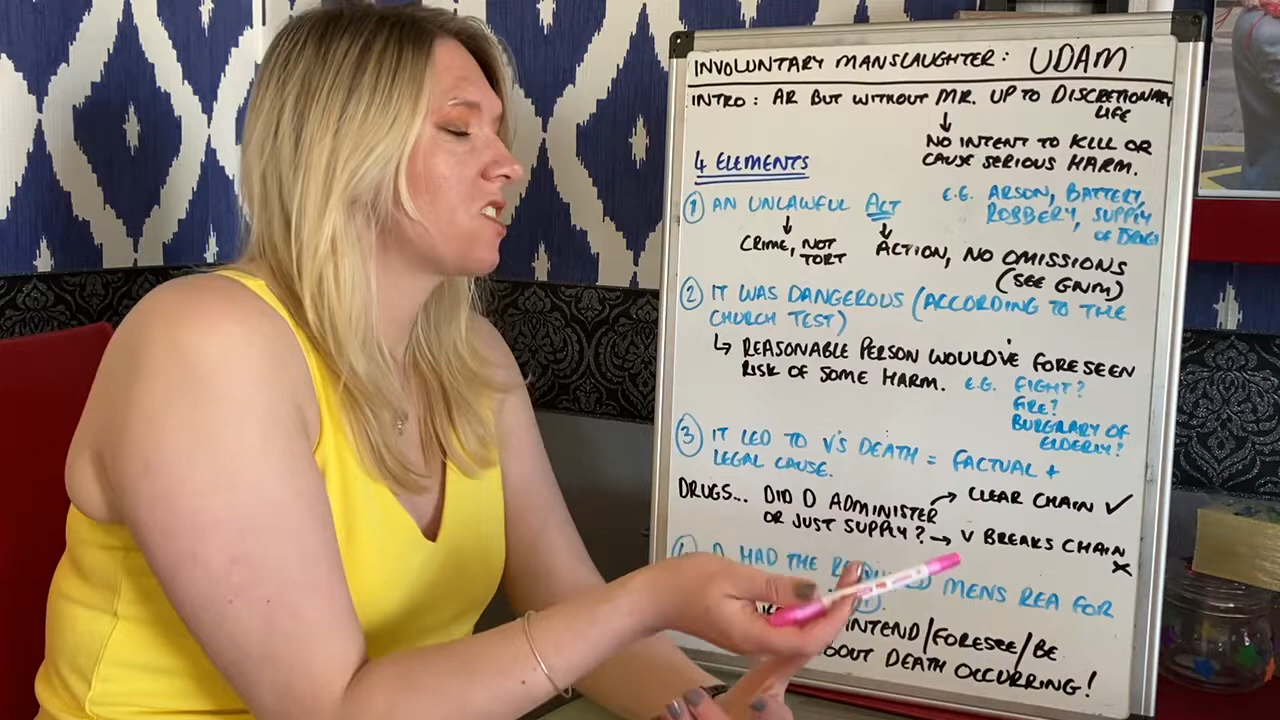 INVOLUNTARY MANSLAUGHTER: UDAM
INTRO: AR BUT WITHOUT MR. UP TO DISCRETIONARY
LIFE
NO INTENT TO KILL OR
CAUSE SERIOUS HARM.
4 ELEMENTS
① AN UNLAWFUL ACT
E.G. ARSON, BATTERY,
ROBBERY, SUPPLY
OF DRUGS
CRIME, NOT
TORT
ACTION, NO OMISSIONS
(SEE GNM)
② IT WAS DANGEROUS (ACCORDING TO THE
CHURCH TEST)
↳ REASONABLE PERSON WOULD'VE FORESEEN
RISK OF SOME HARM.
E.G. FIGHT?
FIRE?
BURGLARY OF
ELDERLY?
③ IT LED TO V'S DEATH = FACTUAL +
LEGAL CAUSE.
DRUGS... DID D ADMINISTER → CLEAR CHAIN ✓
OR JUST SUPPLY? → V BREAKS CHAIN
X
D HAD THE MENS REA FOR
INTEND/FORESEE/BE
DEATH OCCURRING!